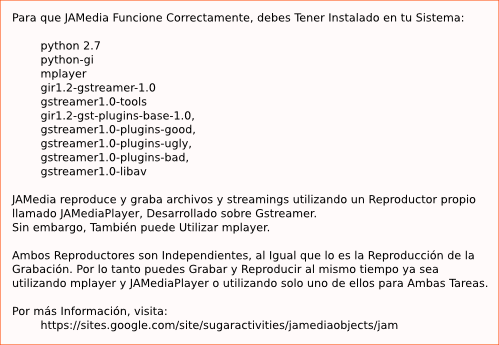 Para que JAMedia Funcione Correctamente, debes Tener Instalado en tu Sistema:
python 2.7
python-gi
mplayer
gir1.2-gstreamer-1.0
gstreamer1.0-tools
gir1.2-gst-plugins-base-1.0,
gstreamer1.0-plugins-good,
gstreamer1.0-plugins-ugly,
gstreamer1.0-plugins-bad,
gstreamer1.0-libav
JAMedia reproduce y graba archivos y streamings utilizando un Reproductor propio
llamado JAMediaPlayer, Desarrollado sobre Gstreamer.
Sin embargo, También puede Utilizar mplayer.
Ambos Reproductores son Independientes, al Igual que lo es la Reproducción de la
Grabación. Por lo tanto puedes Grabar y Reproducir al mismo tiempo ya sea
utilizando mplayer y JAMediaPlayer o utilizando solo uno de ellos para Ambas Tareas.
Por más Información, visita:
https://sites.google.com/site/sugaractivities/jamediaobjects/jam